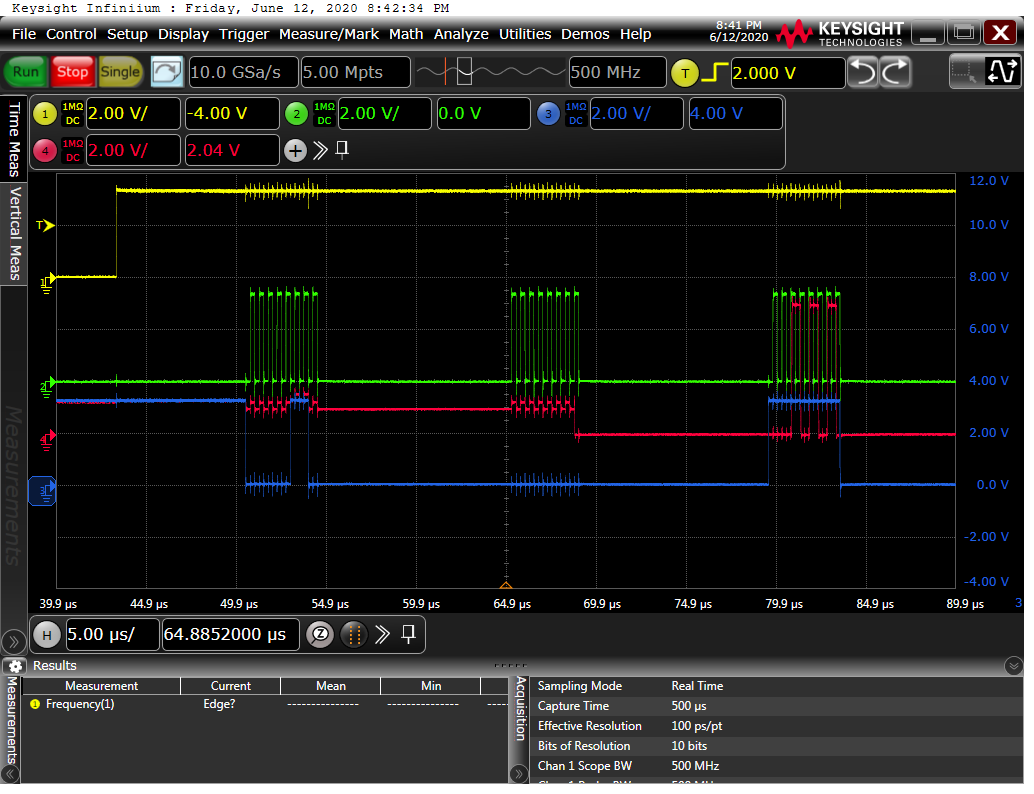 Keysight Infiniium : Friday, June 12, 2020 8:42:34 PM
File Control Setup Display Trigger Measure/Mark Math Analyze Utilities Demos Help
8:41 PM
6/12/2020
KEYSIGHT
TECHNOLOGIES
X
Run Stop Single 10.0 GSa/s 5.00 Mpts 500 MHz T 2.000 V
Time Meas
Vertical Meas
Measurements
1 1MΩ DC 2.00 V/ -4.00 V 2 1MΩ DC 2.00 V/ 0.0 V 3 1MΩ DC 2.00 V/ 4.00 V
4 1MΩ DC 2.00 V/ 2.04 V
12.0 V
T 10.0 V
1 8.00 V
6.00 V
2 4.00 V
4 2.00 V
3 0.0 V
-2.00 V
-4.00 V
39.9 µs 44.9 µs 49.9 µs 54.9 µs 59.9 µs 64.9 µs 69.9 µs 74.9 µs 79.9 µs 84.9 µs 89.9 µs 3
H 5.00 µs/ 64.8852000 µs Z
Results
Measurements
Measurement Current Mean Min
1 Frequency(1) Edge? -------------- -------------- -----
Acquisition
Sampling Mode Real Time
Capture Time 500 µs
Effective Resolution 100 ps/pt
Bits of Resolution 10 bits
Chan 1 Scope BW 500 MHz